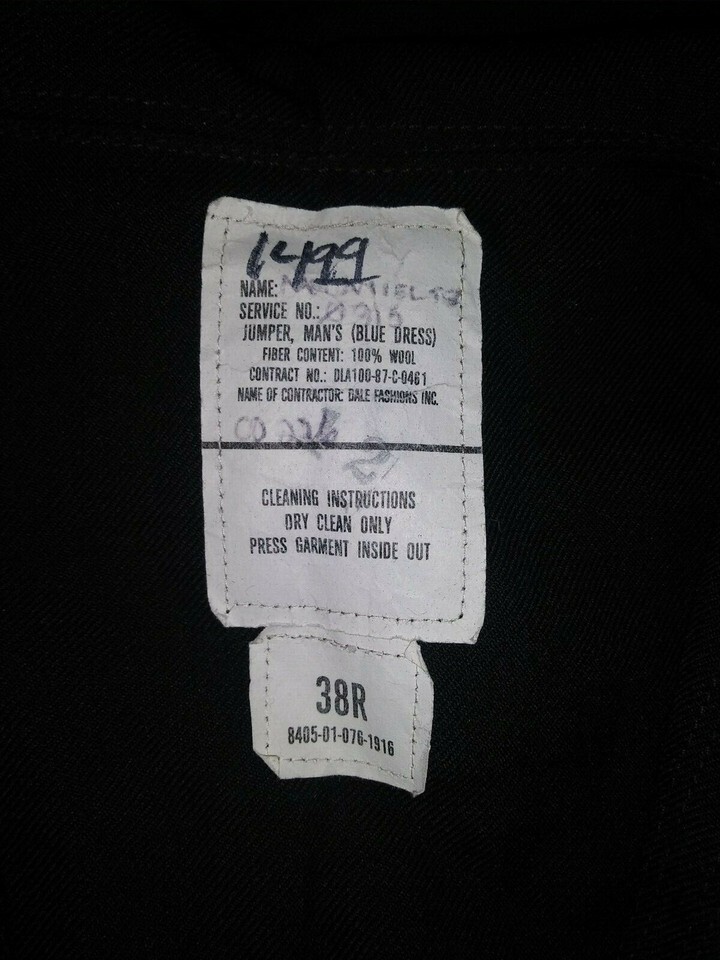 1499
NAME:
SERVICE NO.:
JUMPER, MAN'S (BLUE DRESS)
FIBER CONTENT: 100% WOOL
CONTRACT NO.: DLA100-87-C-0461
NAME OF CONTRACTOR: DALE FASHIONS INC.
2
CLEANING INSTRUCTIONS
DRY CLEAN ONLY
PRESS GARMENT INSIDE OUT
38R
8405-01-076-1916